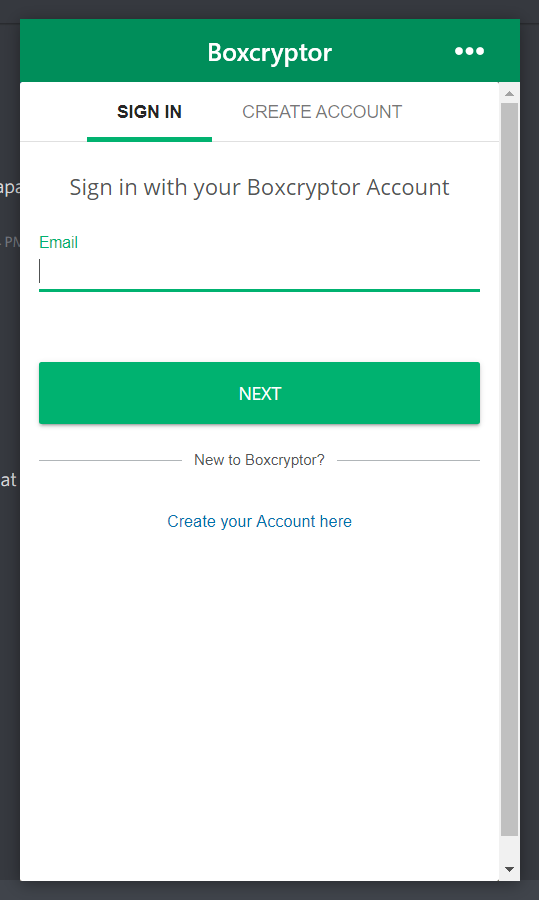 Boxcryptor
SIGN IN CREATE ACCOUNT
Sign in with your Boxcryptor Account
Email
NEXT
New to Boxcryptor?
Create your Account here
PM
at